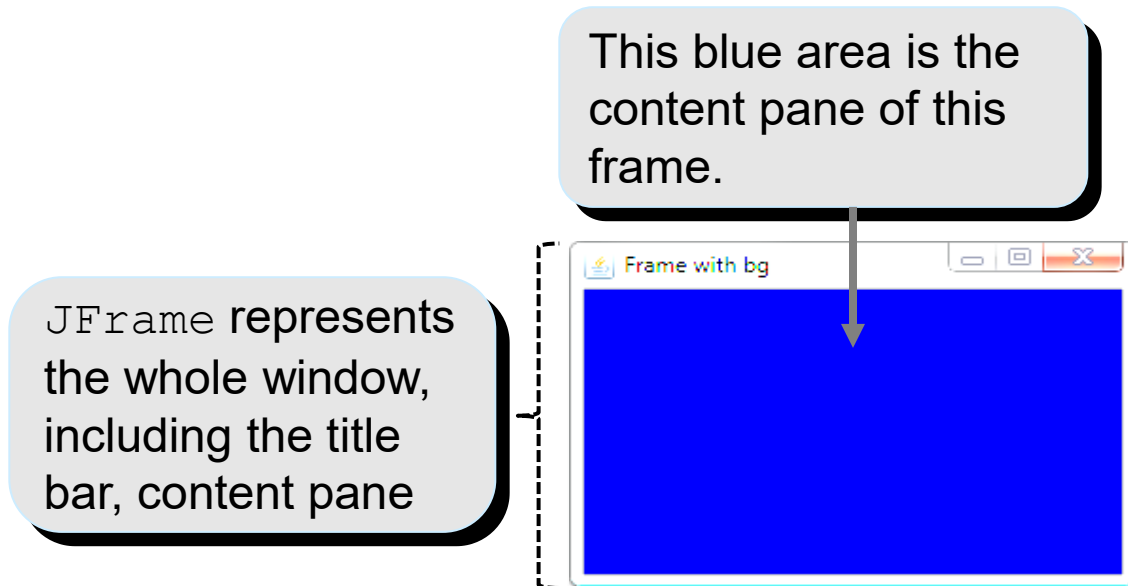 This blue area is the
content pane of this
frame.
Frame with bg
JFrame represents
the whole window,
including the title
bar, content pane